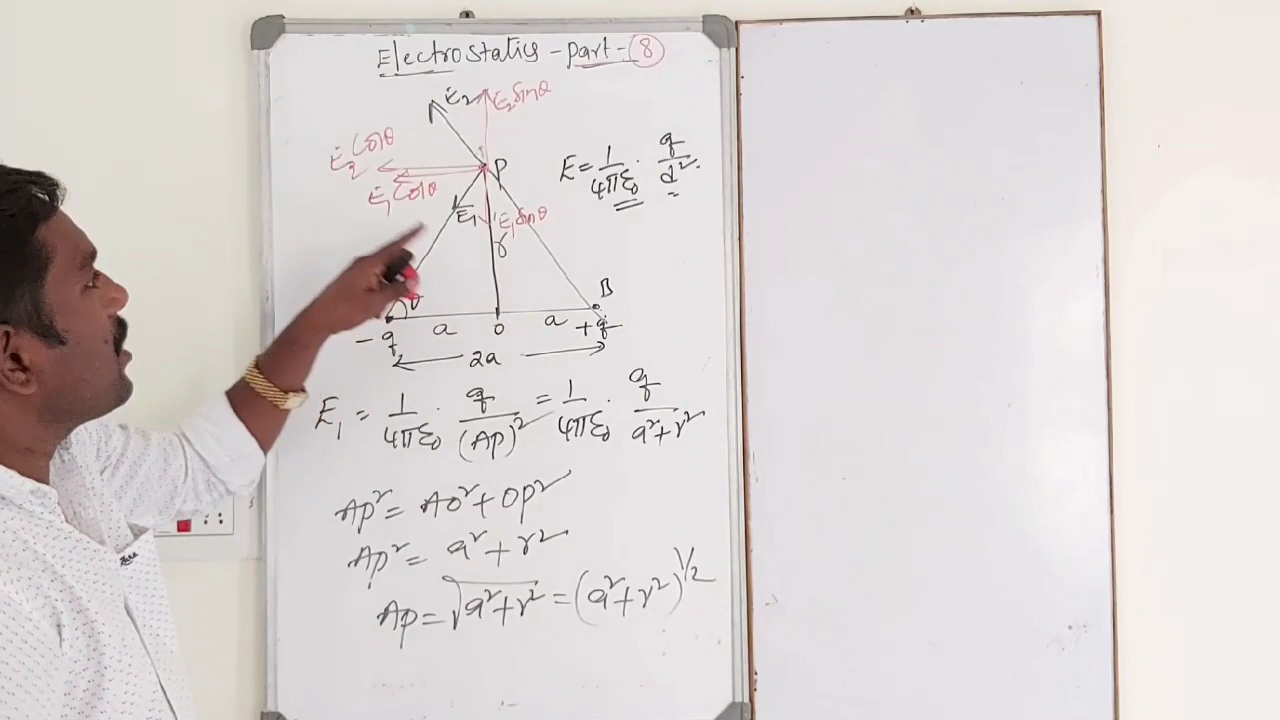 Electrostatics - part - 8
E₂
E₂ sinθ
E₂ cosθ
P
E₁ cosθ
E₁
E₁ sinθ
r
E = 1/4πε₀ . q/d².
θ
B
-q
a
o
a
+q
2a
E₁ = 1/4πε₀ . q/(AP)² = 1/4πε₀ . q/a²+r²
AP² = AO² + OP²
AP² = a² + r²
AP = √a²+r² = (a²+r²)^1/2